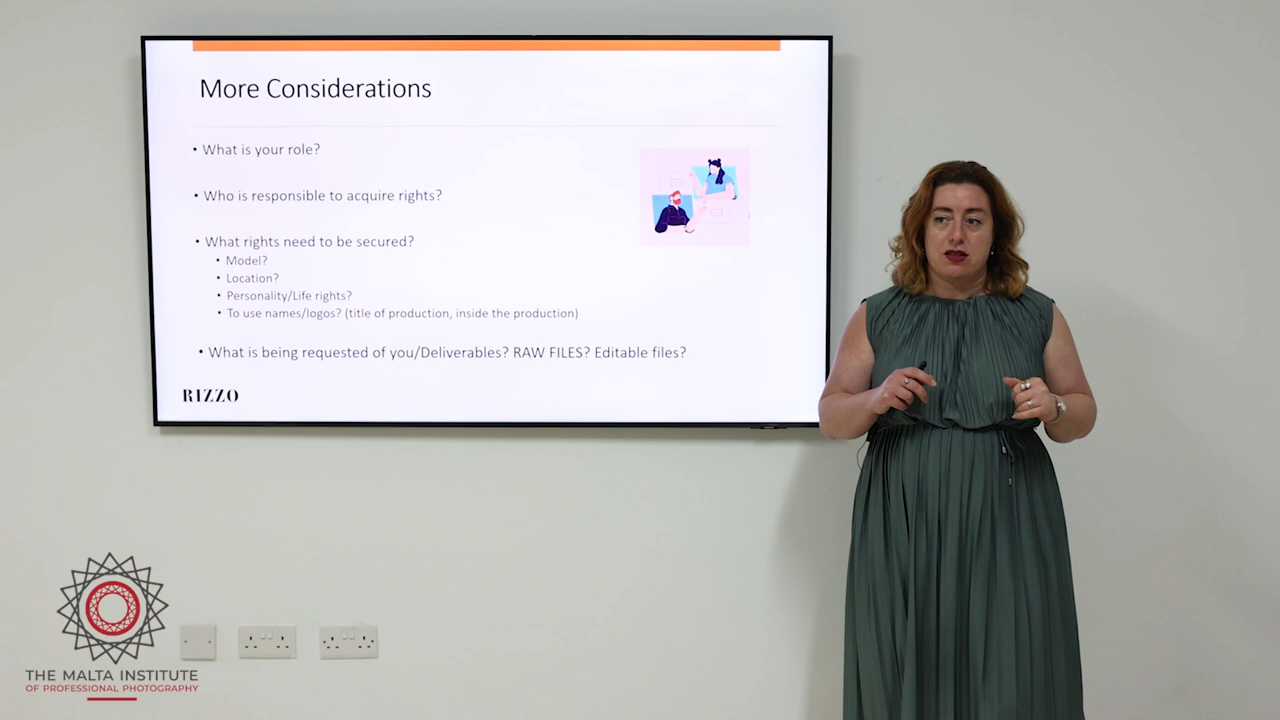 More Considerations
• What is your role?
• Who is responsible to acquire rights?
• What rights need to be secured?
• Model?
• Location?
• Personality/Life rights?
• To use names/logos? (title of production, inside the production)
• What is being requested of you/Deliverables? RAW FILES? Editable files?
RIZZO
THE MALTA INSTITUTE
OF PROFESSIONAL PHOTOGRAPHY